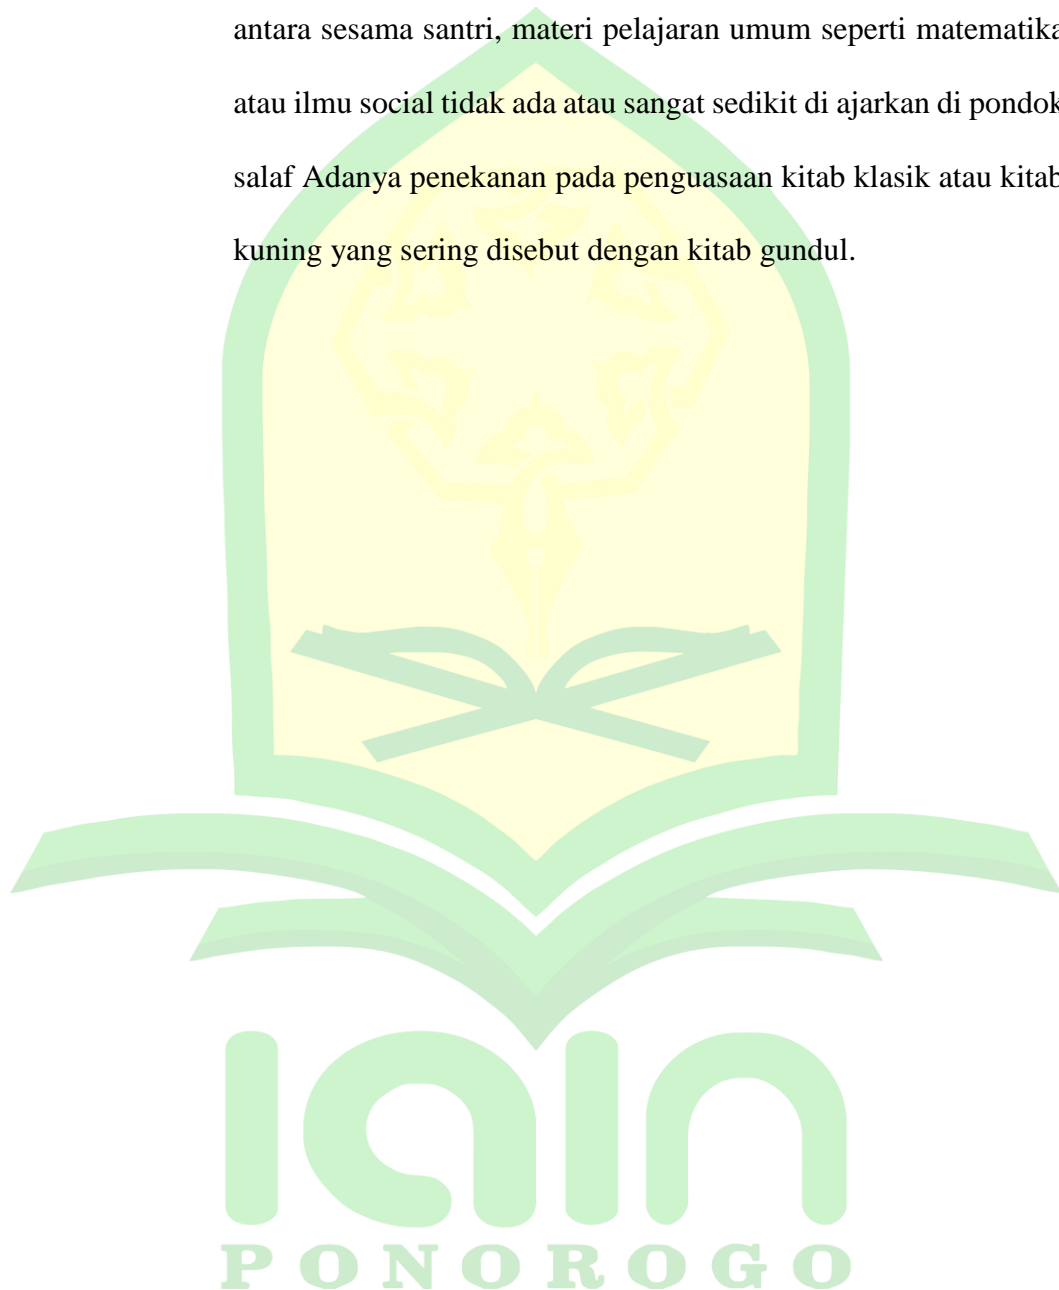 antara sesama santri, materi pelajaran umum seperti matematika
atau ilmu social tidak ada atau sangat sedikit di ajarkan di pondok
salaf Adanya penekanan pada penguasaan kitab klasik atau kitab
kuning yang sering disebut dengan kitab gundul.
IAIN
PONOROGO